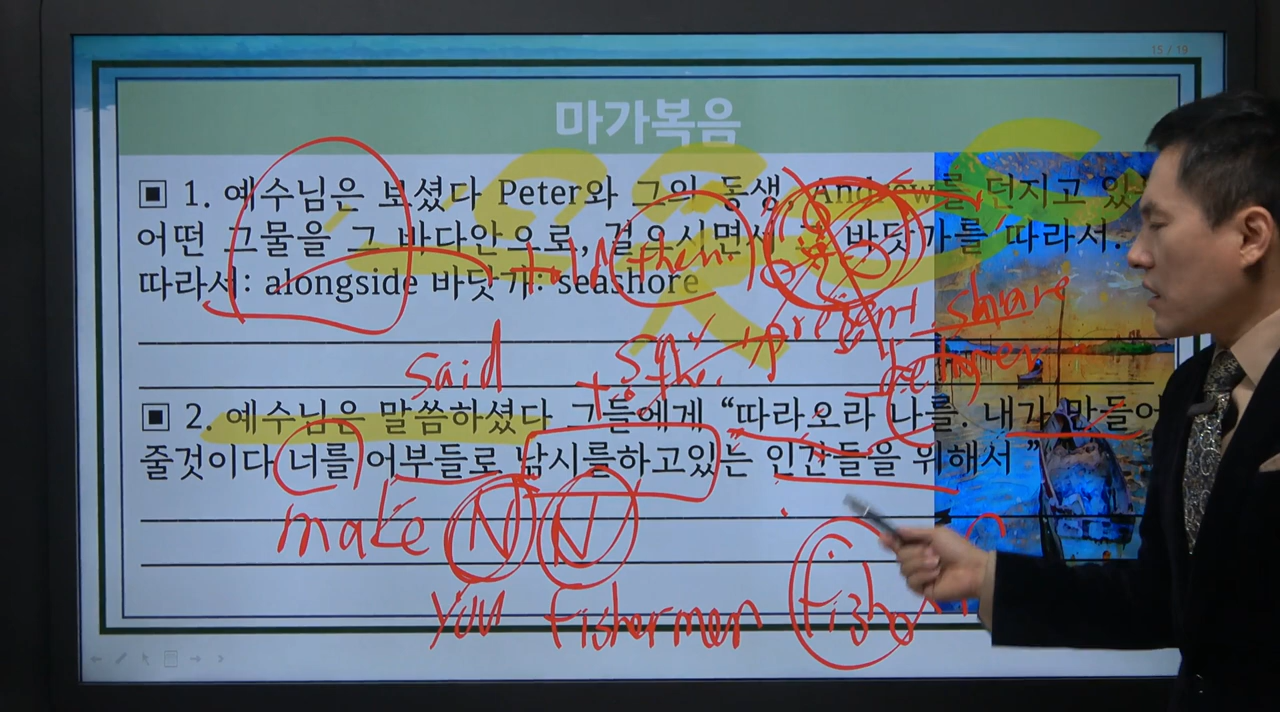 15 / 19
마가복음
▣ 1. 예수님은 보셨다 Peter와 그의 동생, Andrew를 던지고 있
어떤 그물을 그 바다안으로, 걸으시면서 그 바닷가를 따라서.
then
따라서: alongside 바닷가: seashore
share
said
present
▣ 2. 예수님은 말씀하셨다 그들에게 “따라오라 나를. 내가 만들어
줄것이다 너를 어부들로 낚시를하고있는 인간들을 위해서 ”
make N N
you fishermen fish